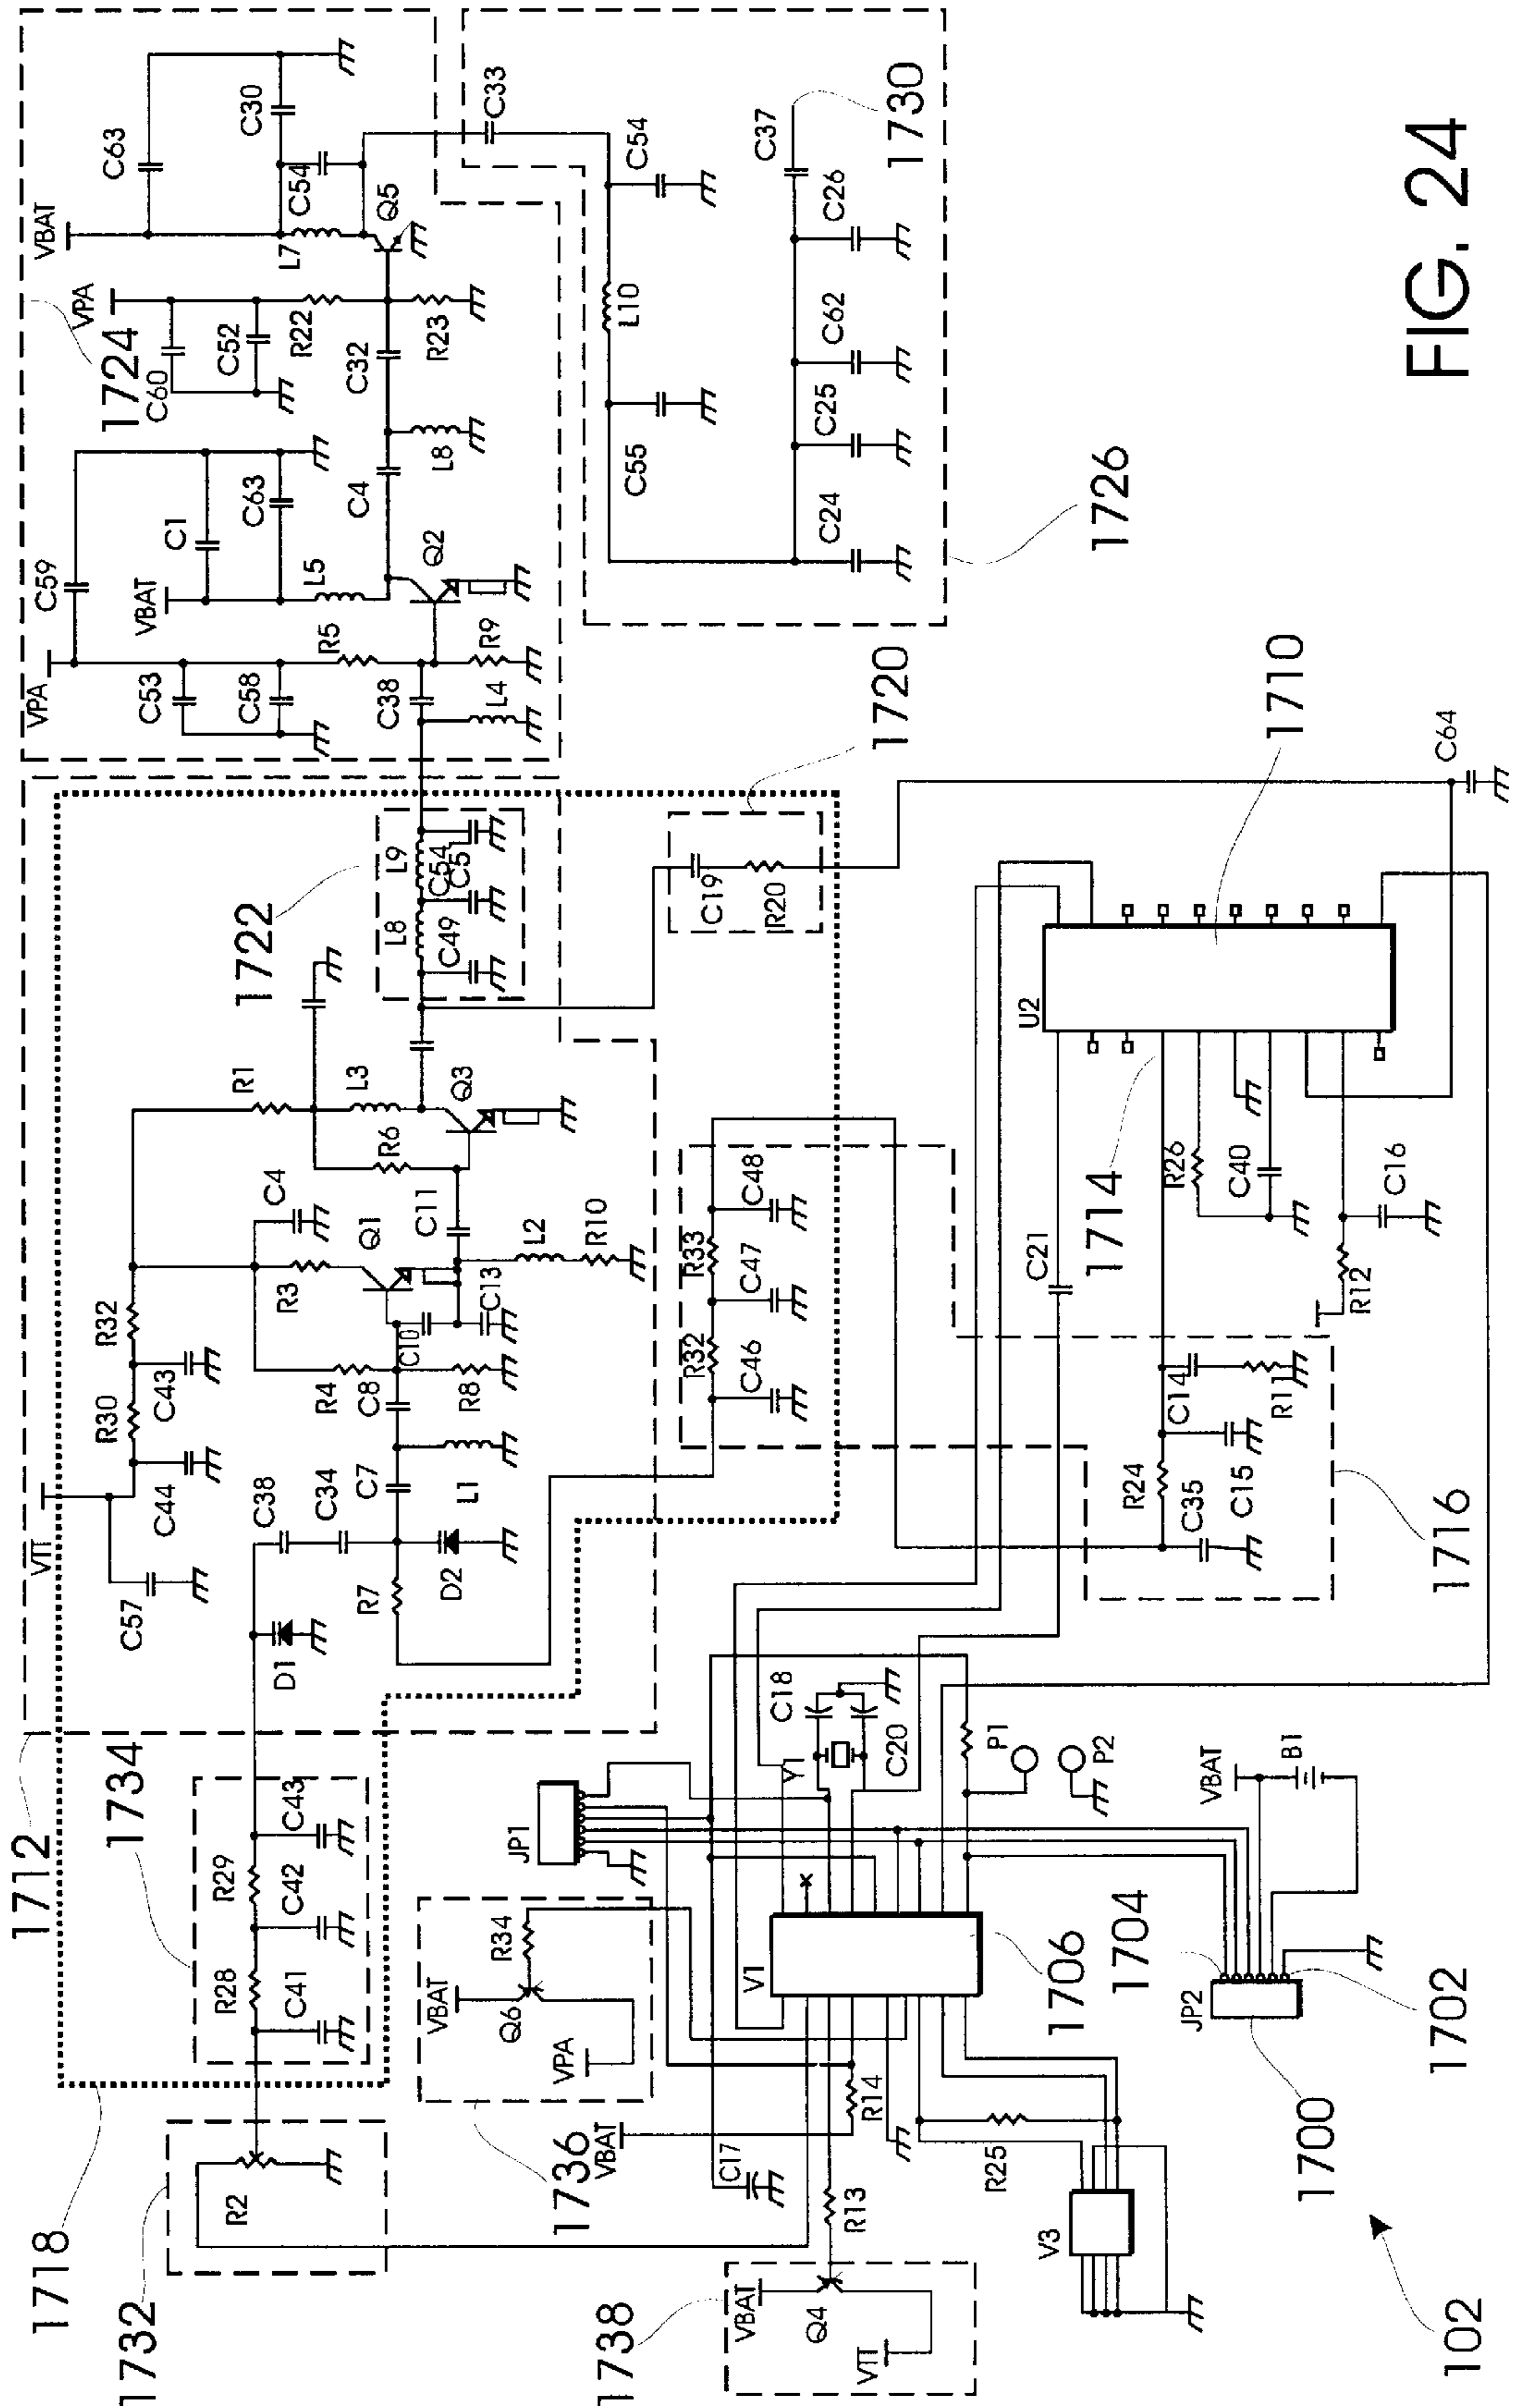 FIG. 24
1718
1732
R2
1712
1734
R28
R29
C41
C42
C43
D1
C57
VTT
C44
R30
C43
R32
C38
C34
R7
D2
C7
L1
C8
R4
R8
R3
C4
Q1
C10
C13
C11
L2
R10
R6
R1
L3
Q3
1722
L8
L9
C49
C54
C51
VPA
C53
C58
C59
R5
C38
L4
R9
VBAT
C1
C63
L5
Q2
C4
L8
C32
1724
VPA
C60
C52
R22
R23
VBAT
C63
C30
C54
L7
Q5
C33
C54
L10
C55
C37
C26
C62
C25
C24
1730
1726
1720
C19
R20
R32
R33
C46
C47
C48
1736
VBAT
Q6
R34
VPA
VBAT
R14
C17
1738
VBAT
Q4
VTT
R13
R25
V3
V1
1706
JP1
Y1
C18
C20
P1
P2
VBAT
B1
JP2
1704
1702
1700
102
R24
C35
C15
C14
R11
1716
C21
1714
R26
C40
R12
C16
U2
1710
C64